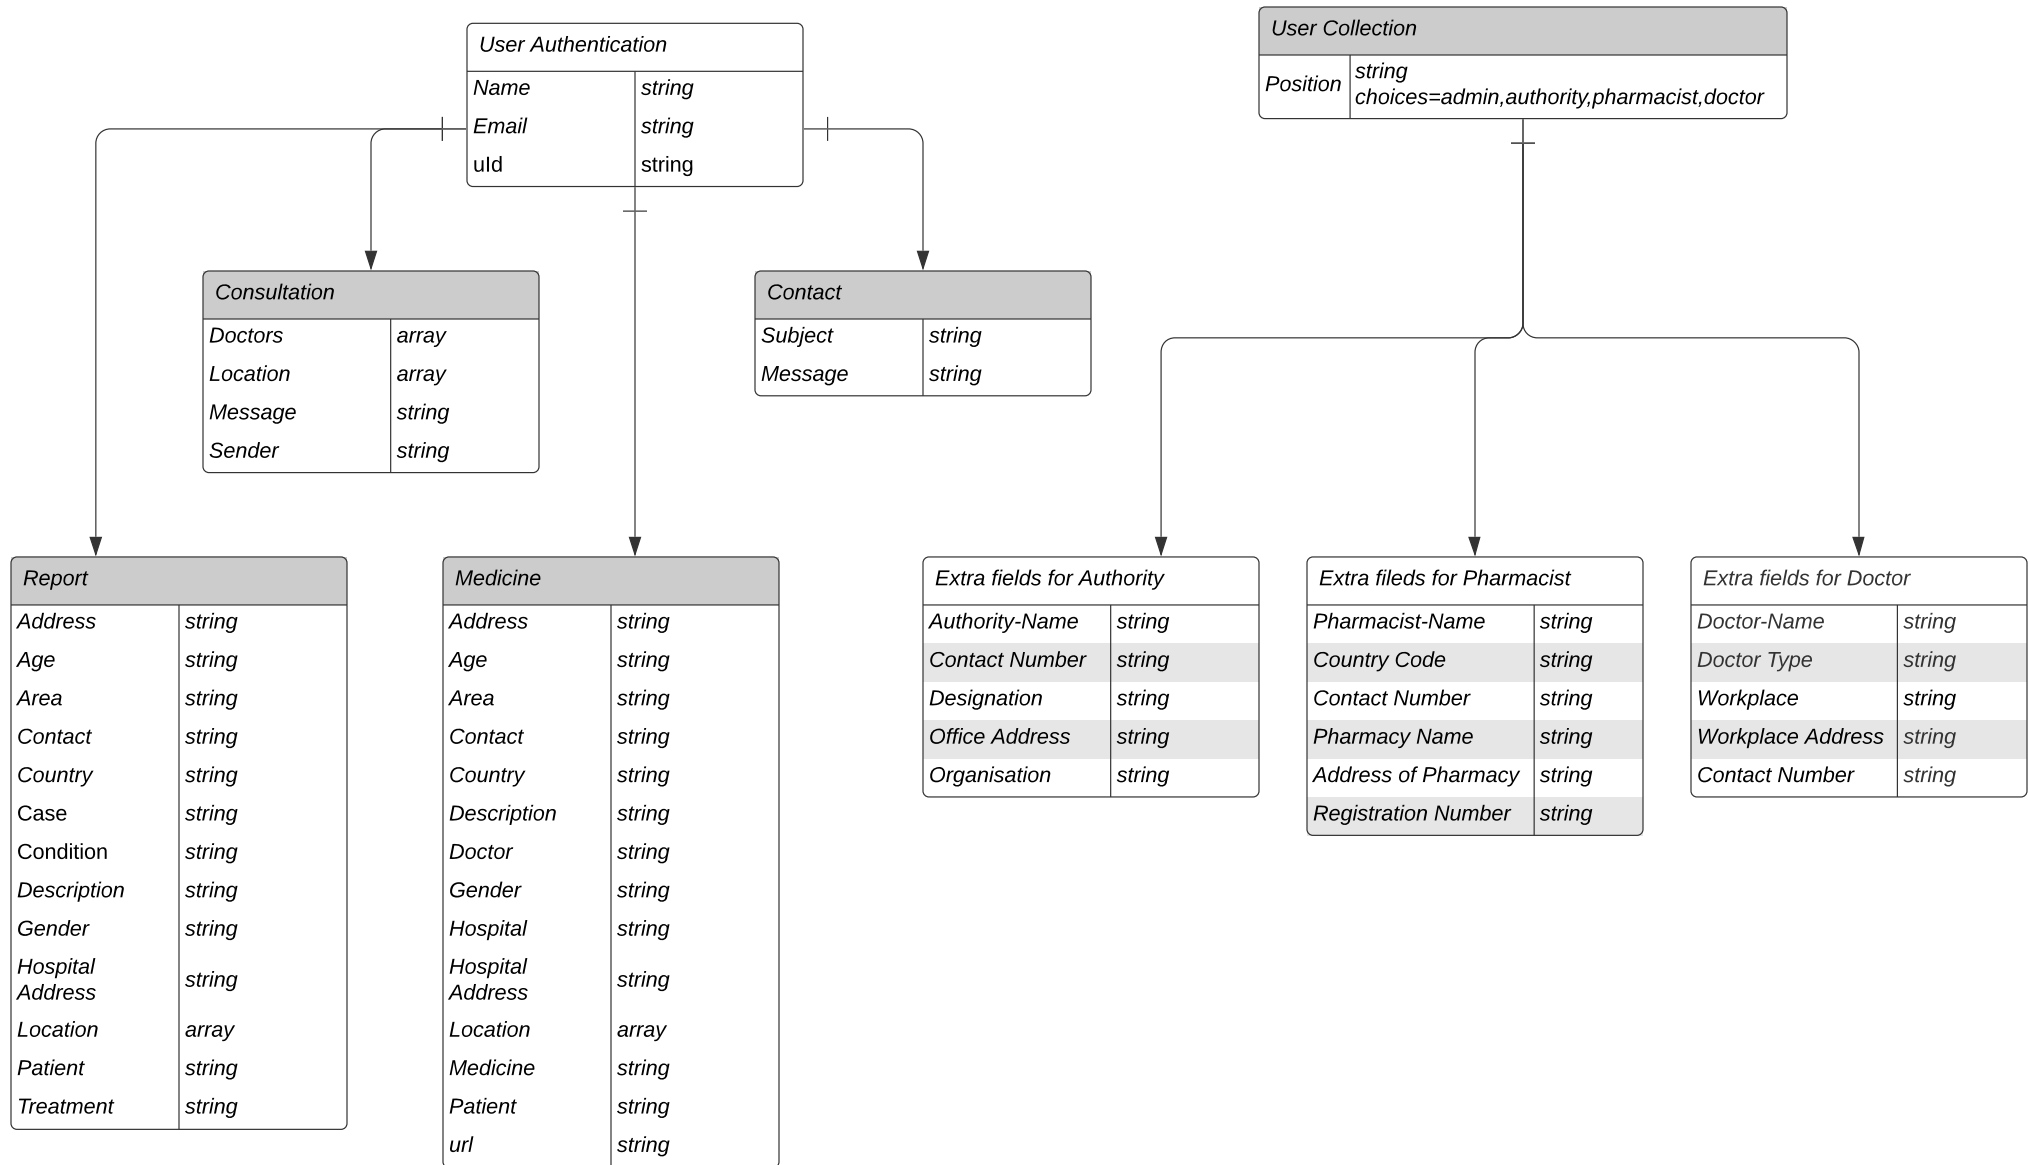 User Authentication
Name string
Email string
uId string
User Collection
Position string
choices=admin,authority,pharmacist,doctor
Consultation
Doctors array
Location array
Message string
Sender string
Contact
Subject string
Message string
Report
Address string
Age string
Area string
Contact string
Country string
Case string
Condition string
Description string
Gender string
Hospital
Address string
Location array
Patient string
Treatment string
Medicine
Address string
Age string
Area string
Contact string
Country string
Description string
Doctor string
Gender string
Hospital string
Hospital
Address string
Location array
Medicine string
Patient string
url string
Extra fields for Authority
Authority-Name string
Contact Number string
Designation string
Office Address string
Organisation string
Extra fileds for Pharmacist
Pharmacist-Name string
Country Code string
Contact Number string
Pharmacy Name string
Address of Pharmacy string
Registration Number string
Extra fields for Doctor
Doctor-Name string
Doctor Type string
Workplace string
Workplace Address string
Contact Number string